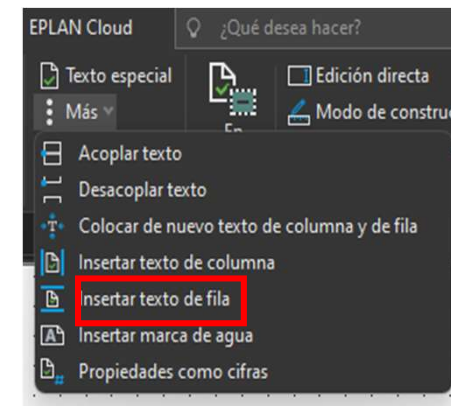 EPLAN Cloud
¿Qué desea hacer?
Texto especial
Edición directa
Más
Modo de constru
En
Acoplar texto
Desacoplar texto
Colocar de nuevo texto de columna y de fila
Insertar texto de columna
Insertar texto de fila
Insertar marca de agua
Propiedades como cifras